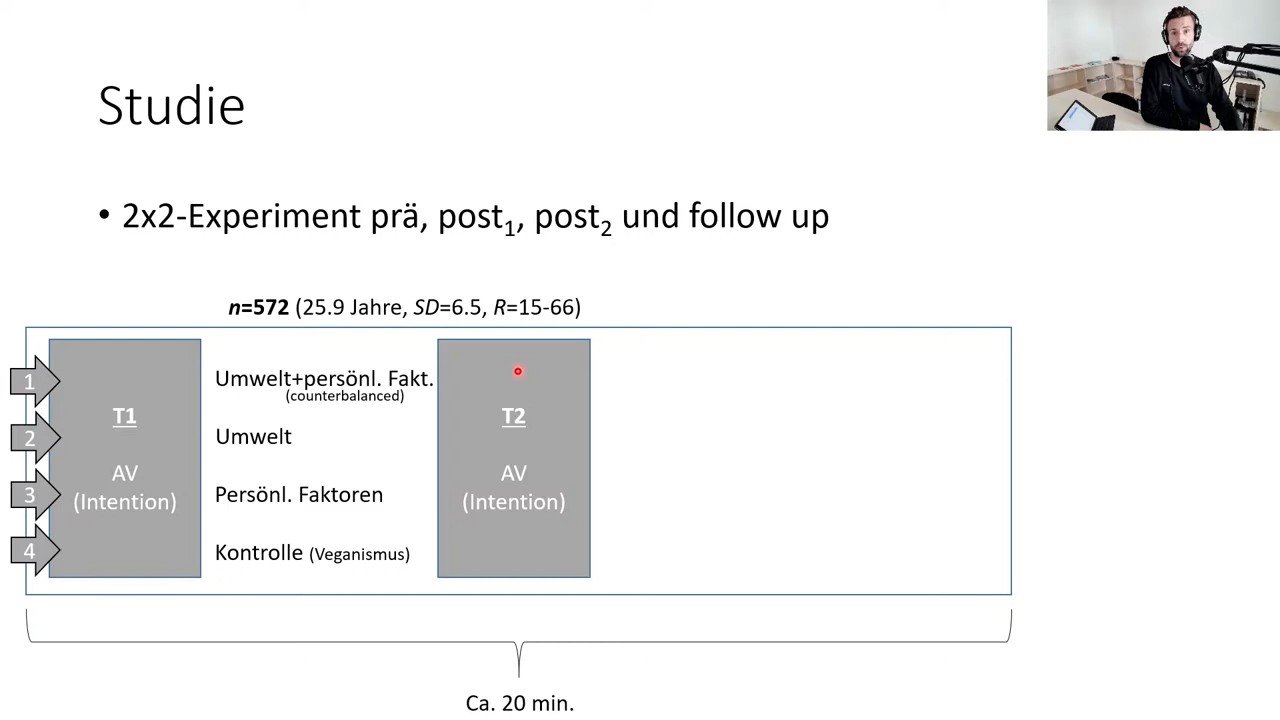 Studie
• 2x2-Experiment prä, post1, post2 und follow up
n=572 (25.9 Jahre, SD=6.5, R=15-66)
1
2
3
4
T1
AV
(Intention)
Umwelt+persönl. Fakt.
(counterbalanced)
Umwelt
Persönl. Faktoren
Kontrolle (Veganismus)
T2
AV
(Intention)
Ca. 20 min.